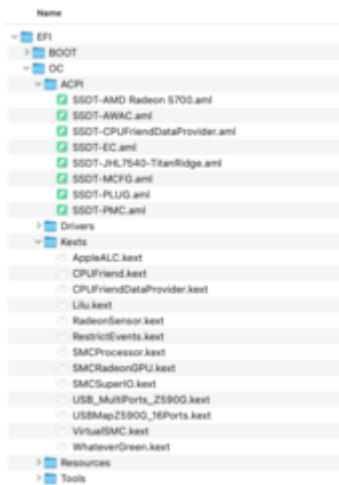 Name
EFI
BOOT
OC
ACPI
SSDT-AMD Radeon 5700.aml
SSDT-AWAC.aml
SSDT-CPUFriendDataProvider.aml
SSDT-EC.aml
SSDT-JHL7540-TitanRidge.aml
SSDT-MCFG.aml
SSDT-PLUG.aml
SSDT-PMC.aml
Drivers
Kexts
AppleALC.kext
CPUFriend.kext
CPUFriendDataProvider.kext
Lilu.kext
RadeonSensor.kext
RestrictEvents.kext
SMCProcessor.kext
SMCRadeonGPU.kext
SMCSuperIO.kext
USB_MultiPorts_Z590G.kext
USBMapZ590G_16Ports.kext
VirtualSMC.kext
WhateverGreen.kext
Resources
Tools